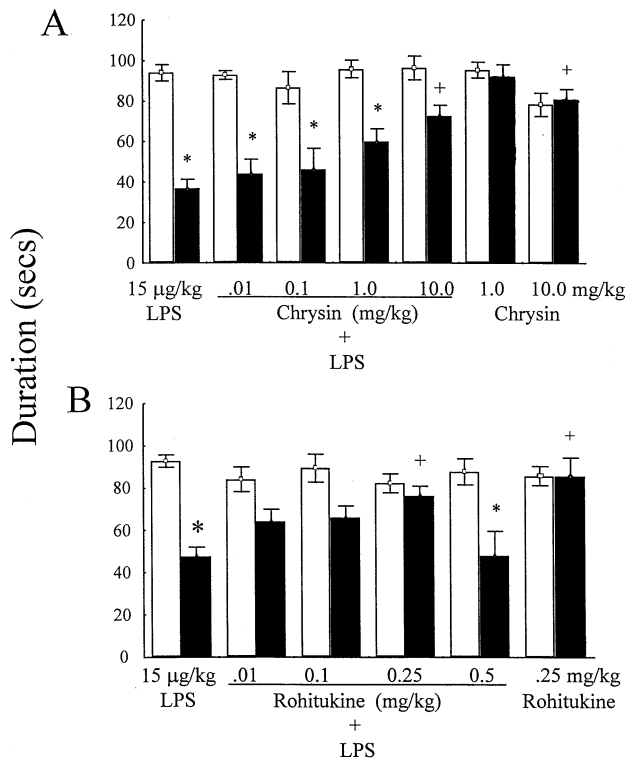 A
120
100
80
60
40
20
0
* * * * + +
15 µg/kg .01 0.1 1.0 10.0 1.0 10.0 mg/kg
LPS Chrysin (mg/kg) Chrysin
+
LPS
Duration (secs)
B
120
100
80
60
40
20
0
* + * +
15 µg/kg .01 0.1 0.25 0.5 .25 mg/kg
LPS Rohitukine (mg/kg) Rohitukine
+
LPS